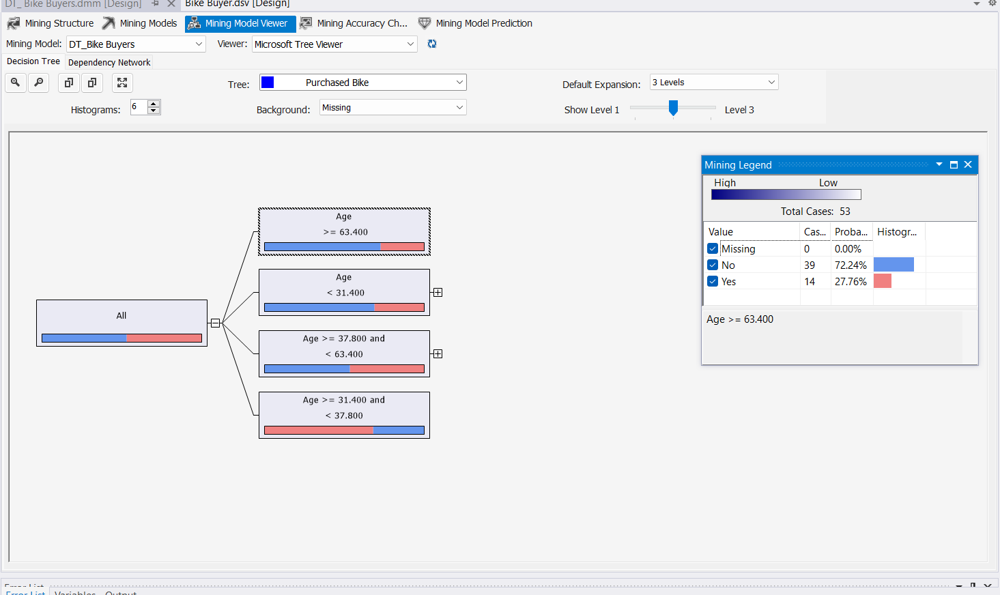 DT_ Bike Buyers.dmm [Design]
Bike Buyer.dsv [Design]
Mining Structure
Mining Models
Mining Model Viewer
Mining Accuracy Ch...
Mining Model Prediction
Mining Model: DT_Bike Buyers
Viewer: Microsoft Tree Viewer
Decision Tree
Dependency Network
Tree: Purchased Bike
Default Expansion: 3 Levels
Histograms: 6
Background: Missing
Show Level 1
Level 3
All
Age
>= 63.400
Age
< 31.400
Age >= 37.800 and
< 63.400
Age >= 31.400 and
< 37.800
Mining Legend
High Low
Total Cases: 53
Value Cas... Proba... Histogr...
Missing 0 0.00%
No 39 72.24%
Yes 14 27.76%
Age >= 63.400
Error List
Error List Variables Output